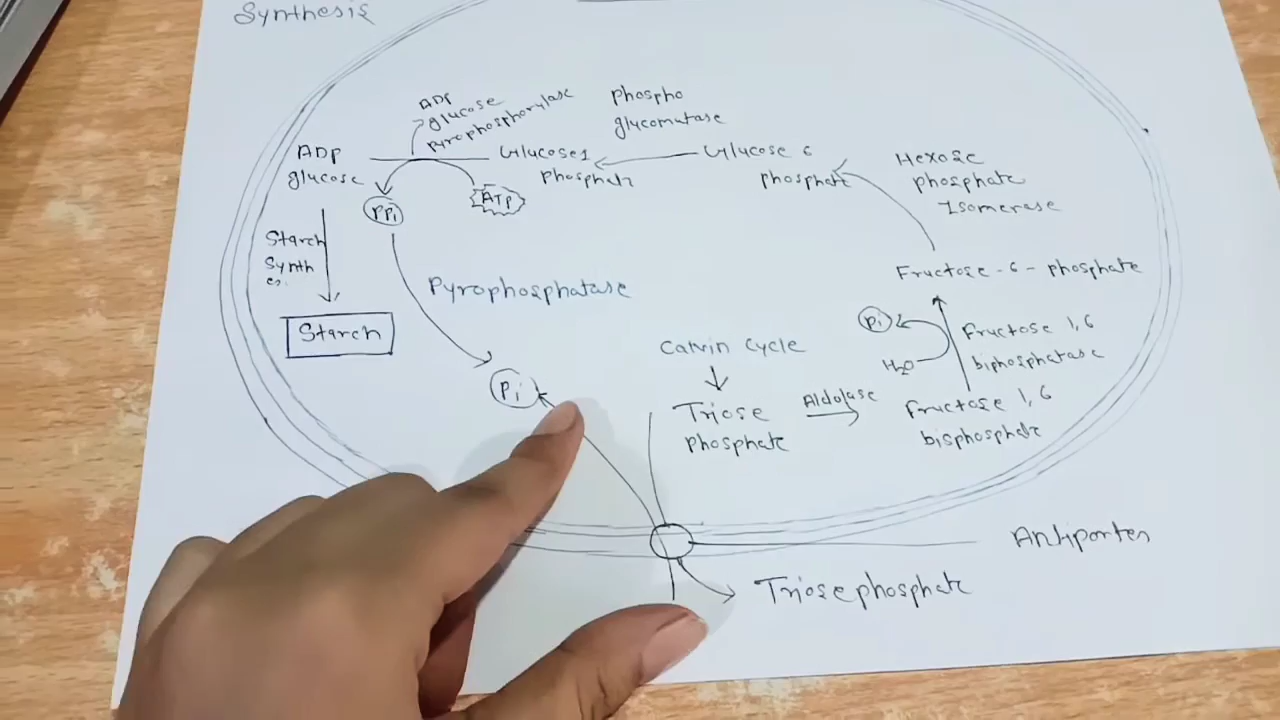 Synthesis
ADP
glucose
pyrophosphorylase
phospho
glucomutase
ADP
glucose
Glucose 1
phosphate
Glucose 6
phosphate
Hexose
phosphate
Isomerase
PPi
ATP
Starch
Synth
es.
Pyrophosphatase
Fructose-6-phosphate
Starch
Pi
H2O
Fructose 1,6
biphosphatase
Calvin Cycle
Pi
Triose
phosphate
Aldolase
Fructose 1,6
bisphosphate
Antiporter
Triose phosphate